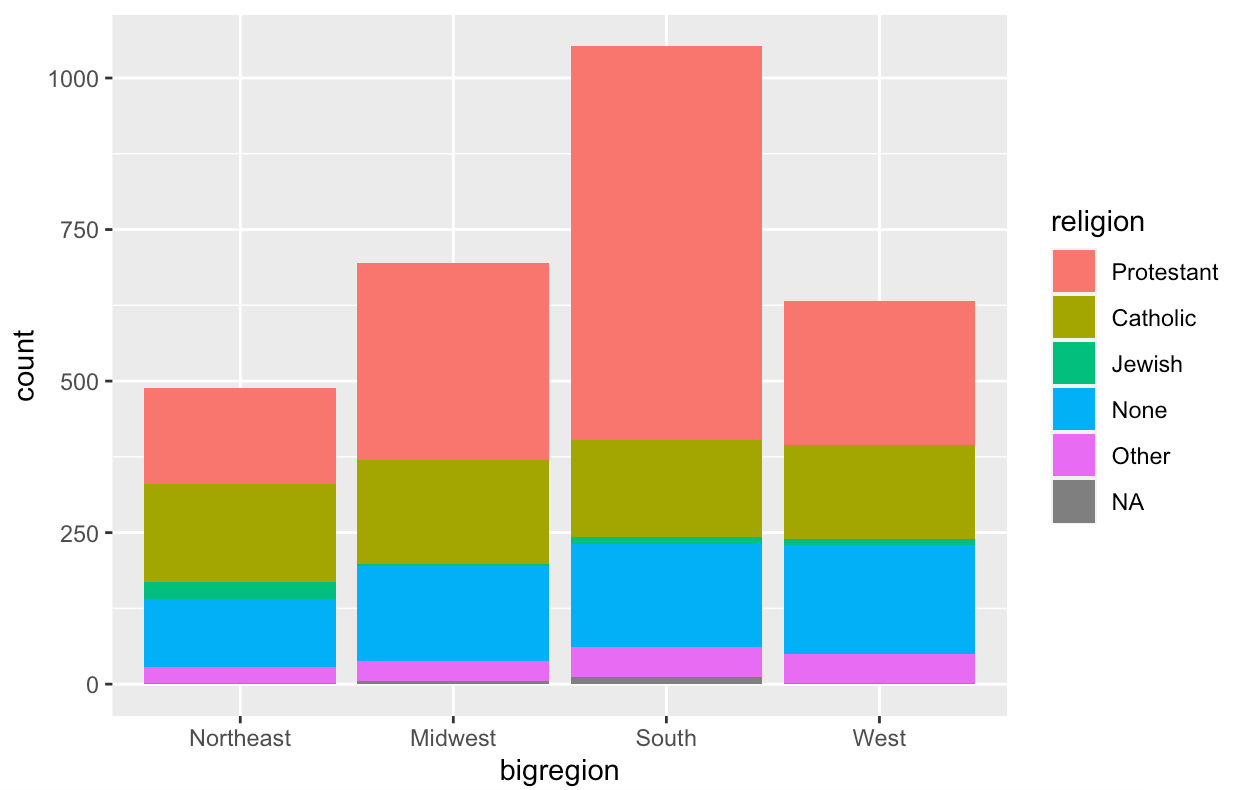 1000
750
500
250
0
count
Northeast Midwest South West
bigregion
religion
Protestant
Catholic
Jewish
None
Other
NA